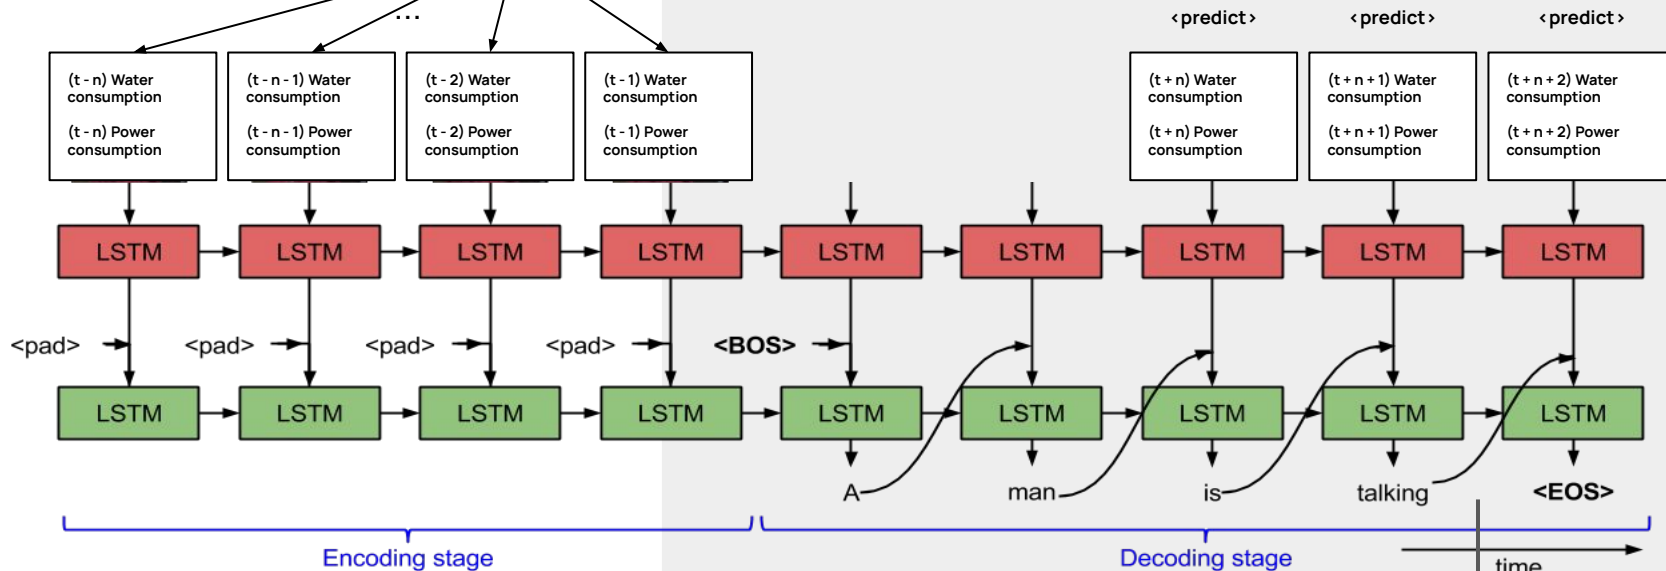 ...
<predict>
<predict>
<predict>
(t - n) Water
consumption
(t - n) Power
consumption
(t - n - 1) Water
consumption
(t - n - 1) Power
consumption
(t - 2) Water
consumption
(t - 2) Power
consumption
(t - 1) Water
consumption
(t - 1) Power
consumption
(t + n) Water
consumption
(t + n) Power
consumption
(t + n + 1) Water
consumption
(t + n + 1) Power
consumption
(t + n + 2) Water
consumption
(t + n + 2) Power
consumption
LSTM
LSTM
LSTM
LSTM
LSTM
LSTM
LSTM
LSTM
LSTM
<pad>
<pad>
<pad>
<pad>
<BOS>
LSTM
LSTM
LSTM
LSTM
LSTM
LSTM
LSTM
LSTM
LSTM
A
man
is
talking
<EOS>
Encoding stage
Decoding stage
time